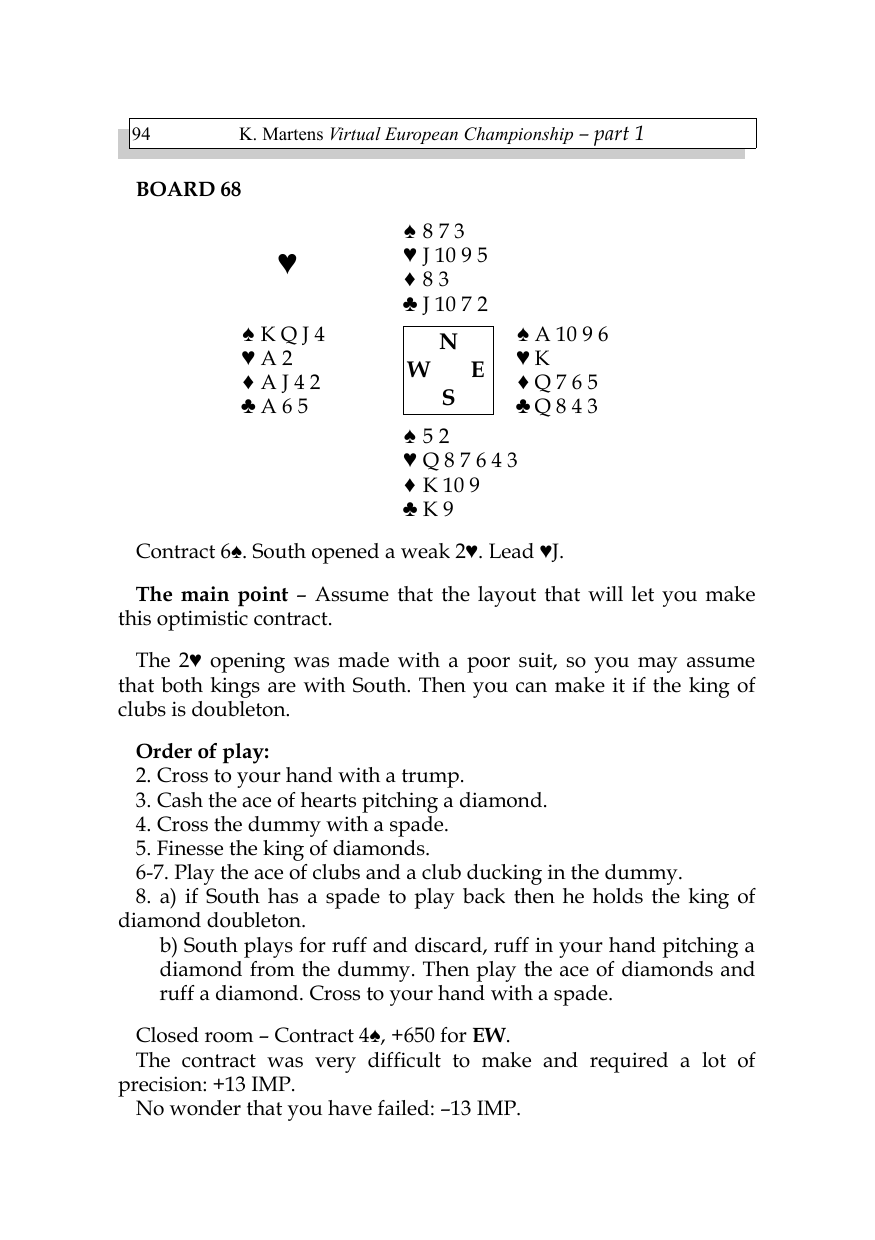 94 K. Martens Virtual European Championship – part 1
BOARD 68
♥
♠ 8 7 3
♥ J 10 9 5
♦ 8 3
♣ J 10 7 2
♠ K Q J 4
♥ A 2
♦ A J 4 2
♣ A 6 5
N
W E
S
♠ A 10 9 6
♥ K
♦ Q 7 6 5
♣ Q 8 4 3
♠ 5 2
♥ Q 8 7 6 4 3
♦ K 10 9
♣ K 9
Contract 6♠. South opened a weak 2♥. Lead ♥J.
The main point – Assume that the layout that will let you make
this optimistic contract.
The 2♥ opening was made with a poor suit, so you may assume
that both kings are with South. Then you can make it if the king of
clubs is doubleton.
Order of play:
2. Cross to your hand with a trump.
3. Cash the ace of hearts pitching a diamond.
4. Cross the dummy with a spade.
5. Finesse the king of diamonds.
6-7. Play the ace of clubs and a club ducking in the dummy.
8. a) if South has a spade to play back then he holds the king of
diamond doubleton.
b) South plays for ruff and discard, ruff in your hand pitching a
diamond from the dummy. Then play the ace of diamonds and
ruff a diamond. Cross to your hand with a spade.
Closed room – Contract 4♠, +650 for EW.
The contract was very difficult to make and required a lot of
precision: +13 IMP.
No wonder that you have failed: –13 IMP.